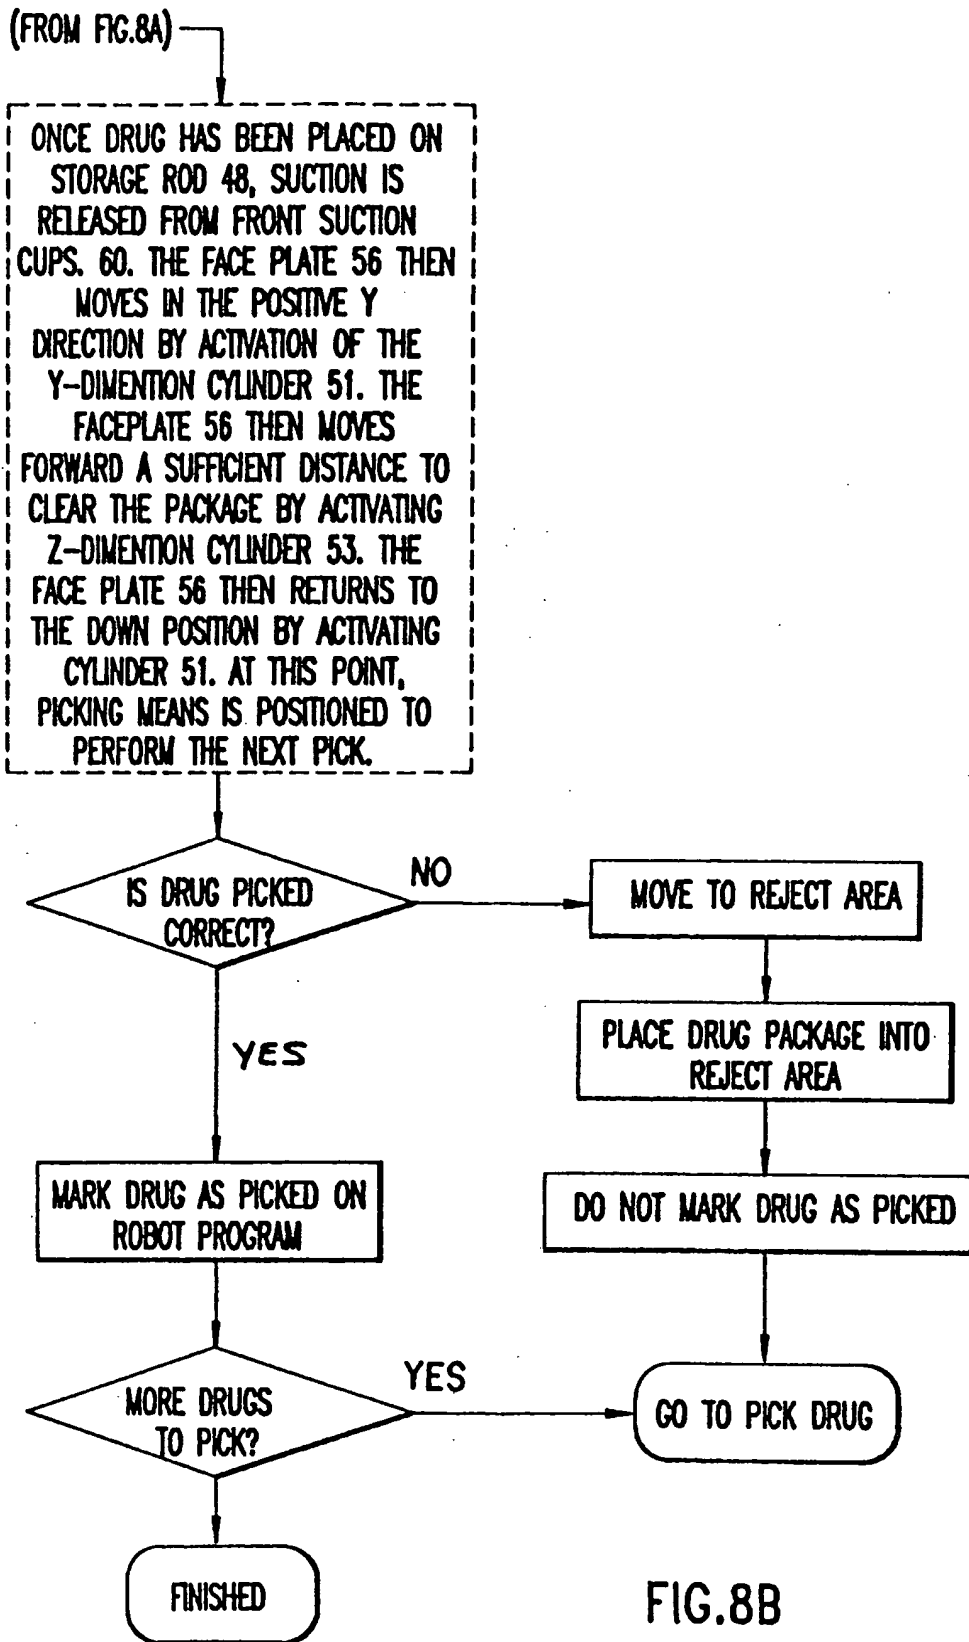 (FROM FIG.8A)
ONCE DRUG HAS BEEN PLACED ON
STORAGE ROD 48, SUCTION IS
RELEASED FROM FRONT SUCTION
CUPS. 60. THE FACE PLATE 56 THEN
MOVES IN THE POSITIVE Y
DIRECTION BY ACTIVATION OF THE
Y-DIMENTION CYLINDER 51. THE
FACEPLATE 56 THEN MOVES
FORWARD A SUFFICIENT DISTANCE TO
CLEAR THE PACKAGE BY ACTIVATING
Z-DIMENTION CYLINDER 53. THE
FACE PLATE 56 THEN RETURNS TO
THE DOWN POSITION BY ACTIVATING
CYLINDER 51. AT THIS POINT,
PICKING MEANS IS POSITIONED TO
PERFORM THE NEXT PICK.
IS DRUG PICKED
CORRECT?
NO
MOVE TO REJECT AREA
PLACE DRUG PACKAGE INTO
REJECT AREA
YES
MARK DRUG AS PICKED ON
ROBOT PROGRAM
DO NOT MARK DRUG AS PICKED
MORE DRUGS
TO PICK?
YES
GO TO PICK DRUG
FINISHED
FIG.8B